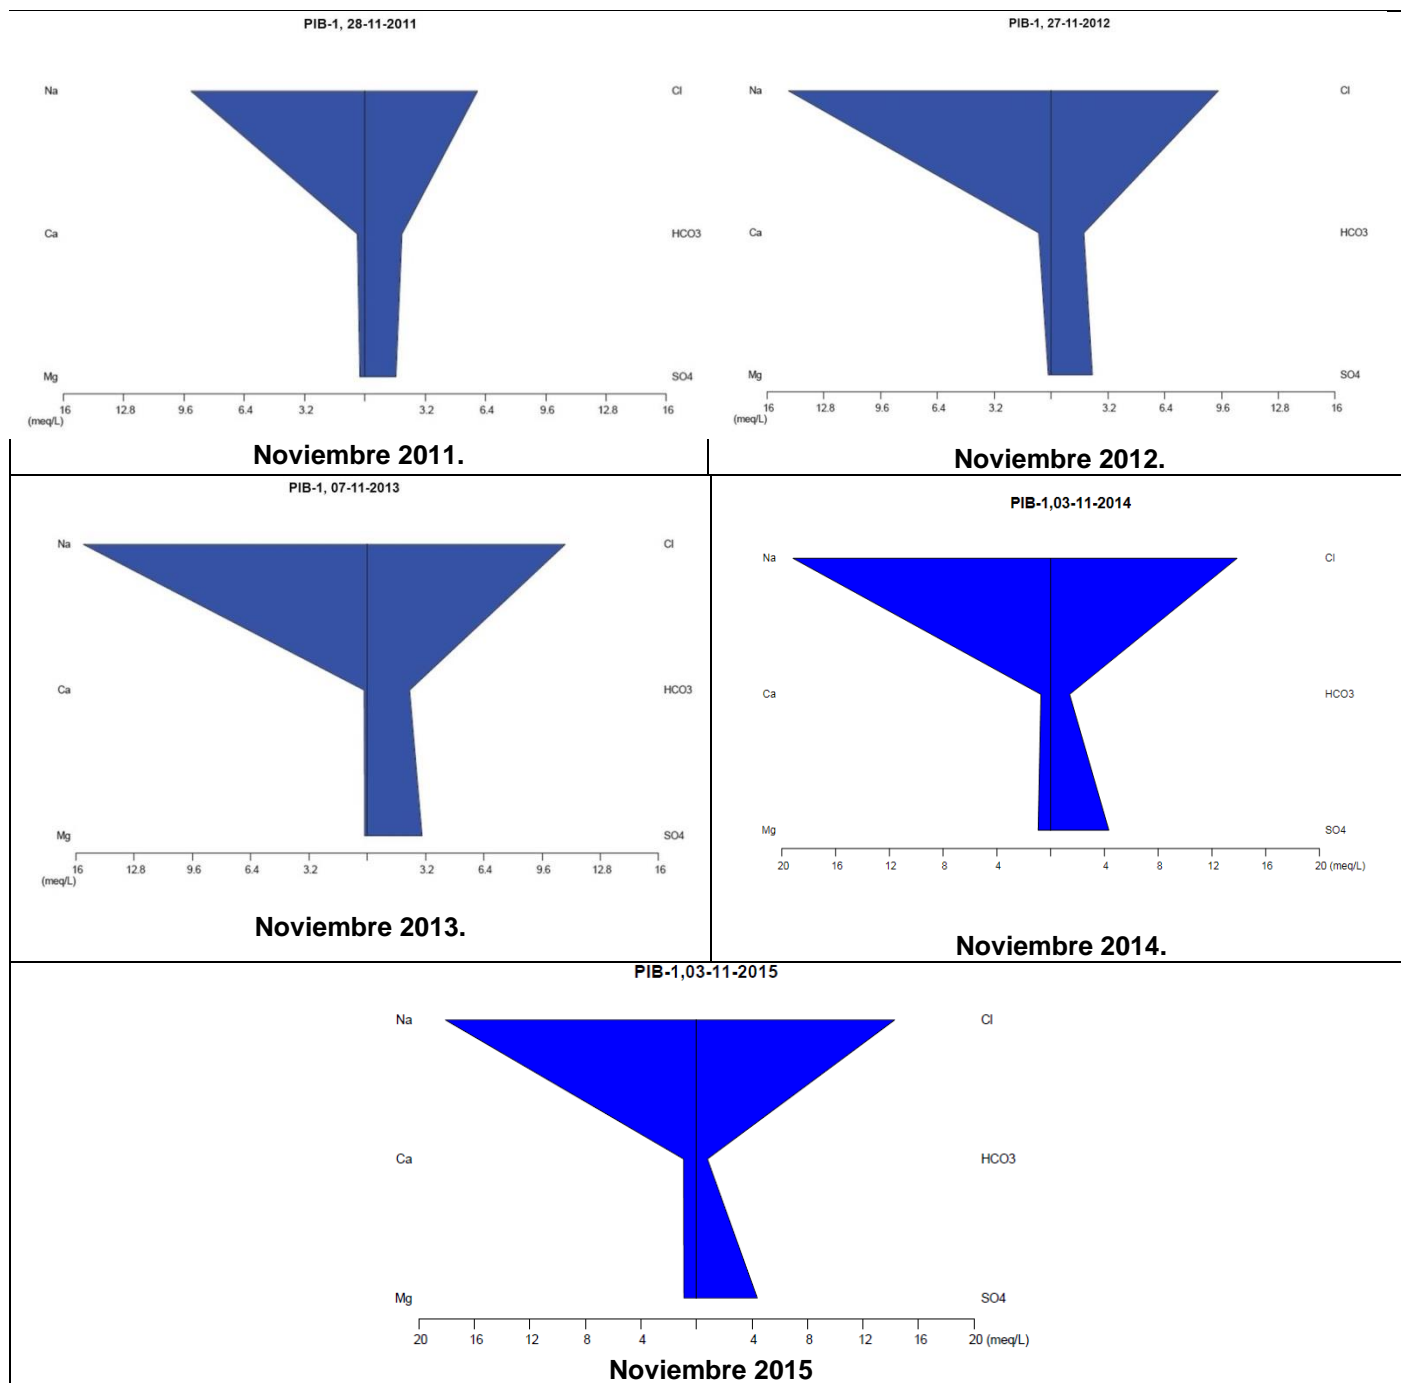 PIB-1, 28-11-2011
Na Cl
Ca HCO3
Mg SO4
16 12.8 9.6 6.4 3.2 3.2 6.4 9.6 12.8 16
(meq/L)
Noviembre 2011.
PIB-1, 27-11-2012
Na Cl
Ca HCO3
Mg SO4
16 12.8 9.6 6.4 3.2 3.2 6.4 9.6 12.8 16
(meq/L)
Noviembre 2012.
PIB-1, 07-11-2013
Na Cl
Ca HCO3
Mg SO4
16 12.8 9.6 6.4 3.2 3.2 6.4 9.6 12.8 16
(meq/L)
Noviembre 2013.
PIB-1,03-11-2014
Na Cl
Ca HCO3
Mg SO4
20 16 12 8 4 4 8 12 16 20 (meq/L)
Noviembre 2014.
PIB-1,03-11-2015
Na Cl
Ca HCO3
Mg SO4
20 16 12 8 4 4 8 12 16 20 (meq/L)
Noviembre 2015